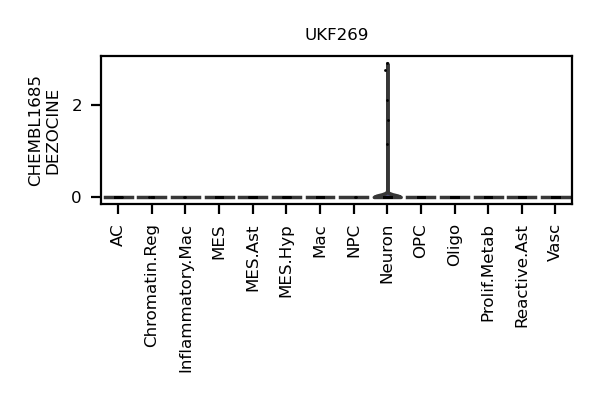 UKF269
CHEMBL1685
DEZOCINE
2
0
AC
Chromatin.Reg
Inflammatory.Mac
MES
MES.Ast
MES.Hyp
Mac
NPC
Neuron
OPC
Oligo
Prolif.Metab
Reactive.Ast
Vasc